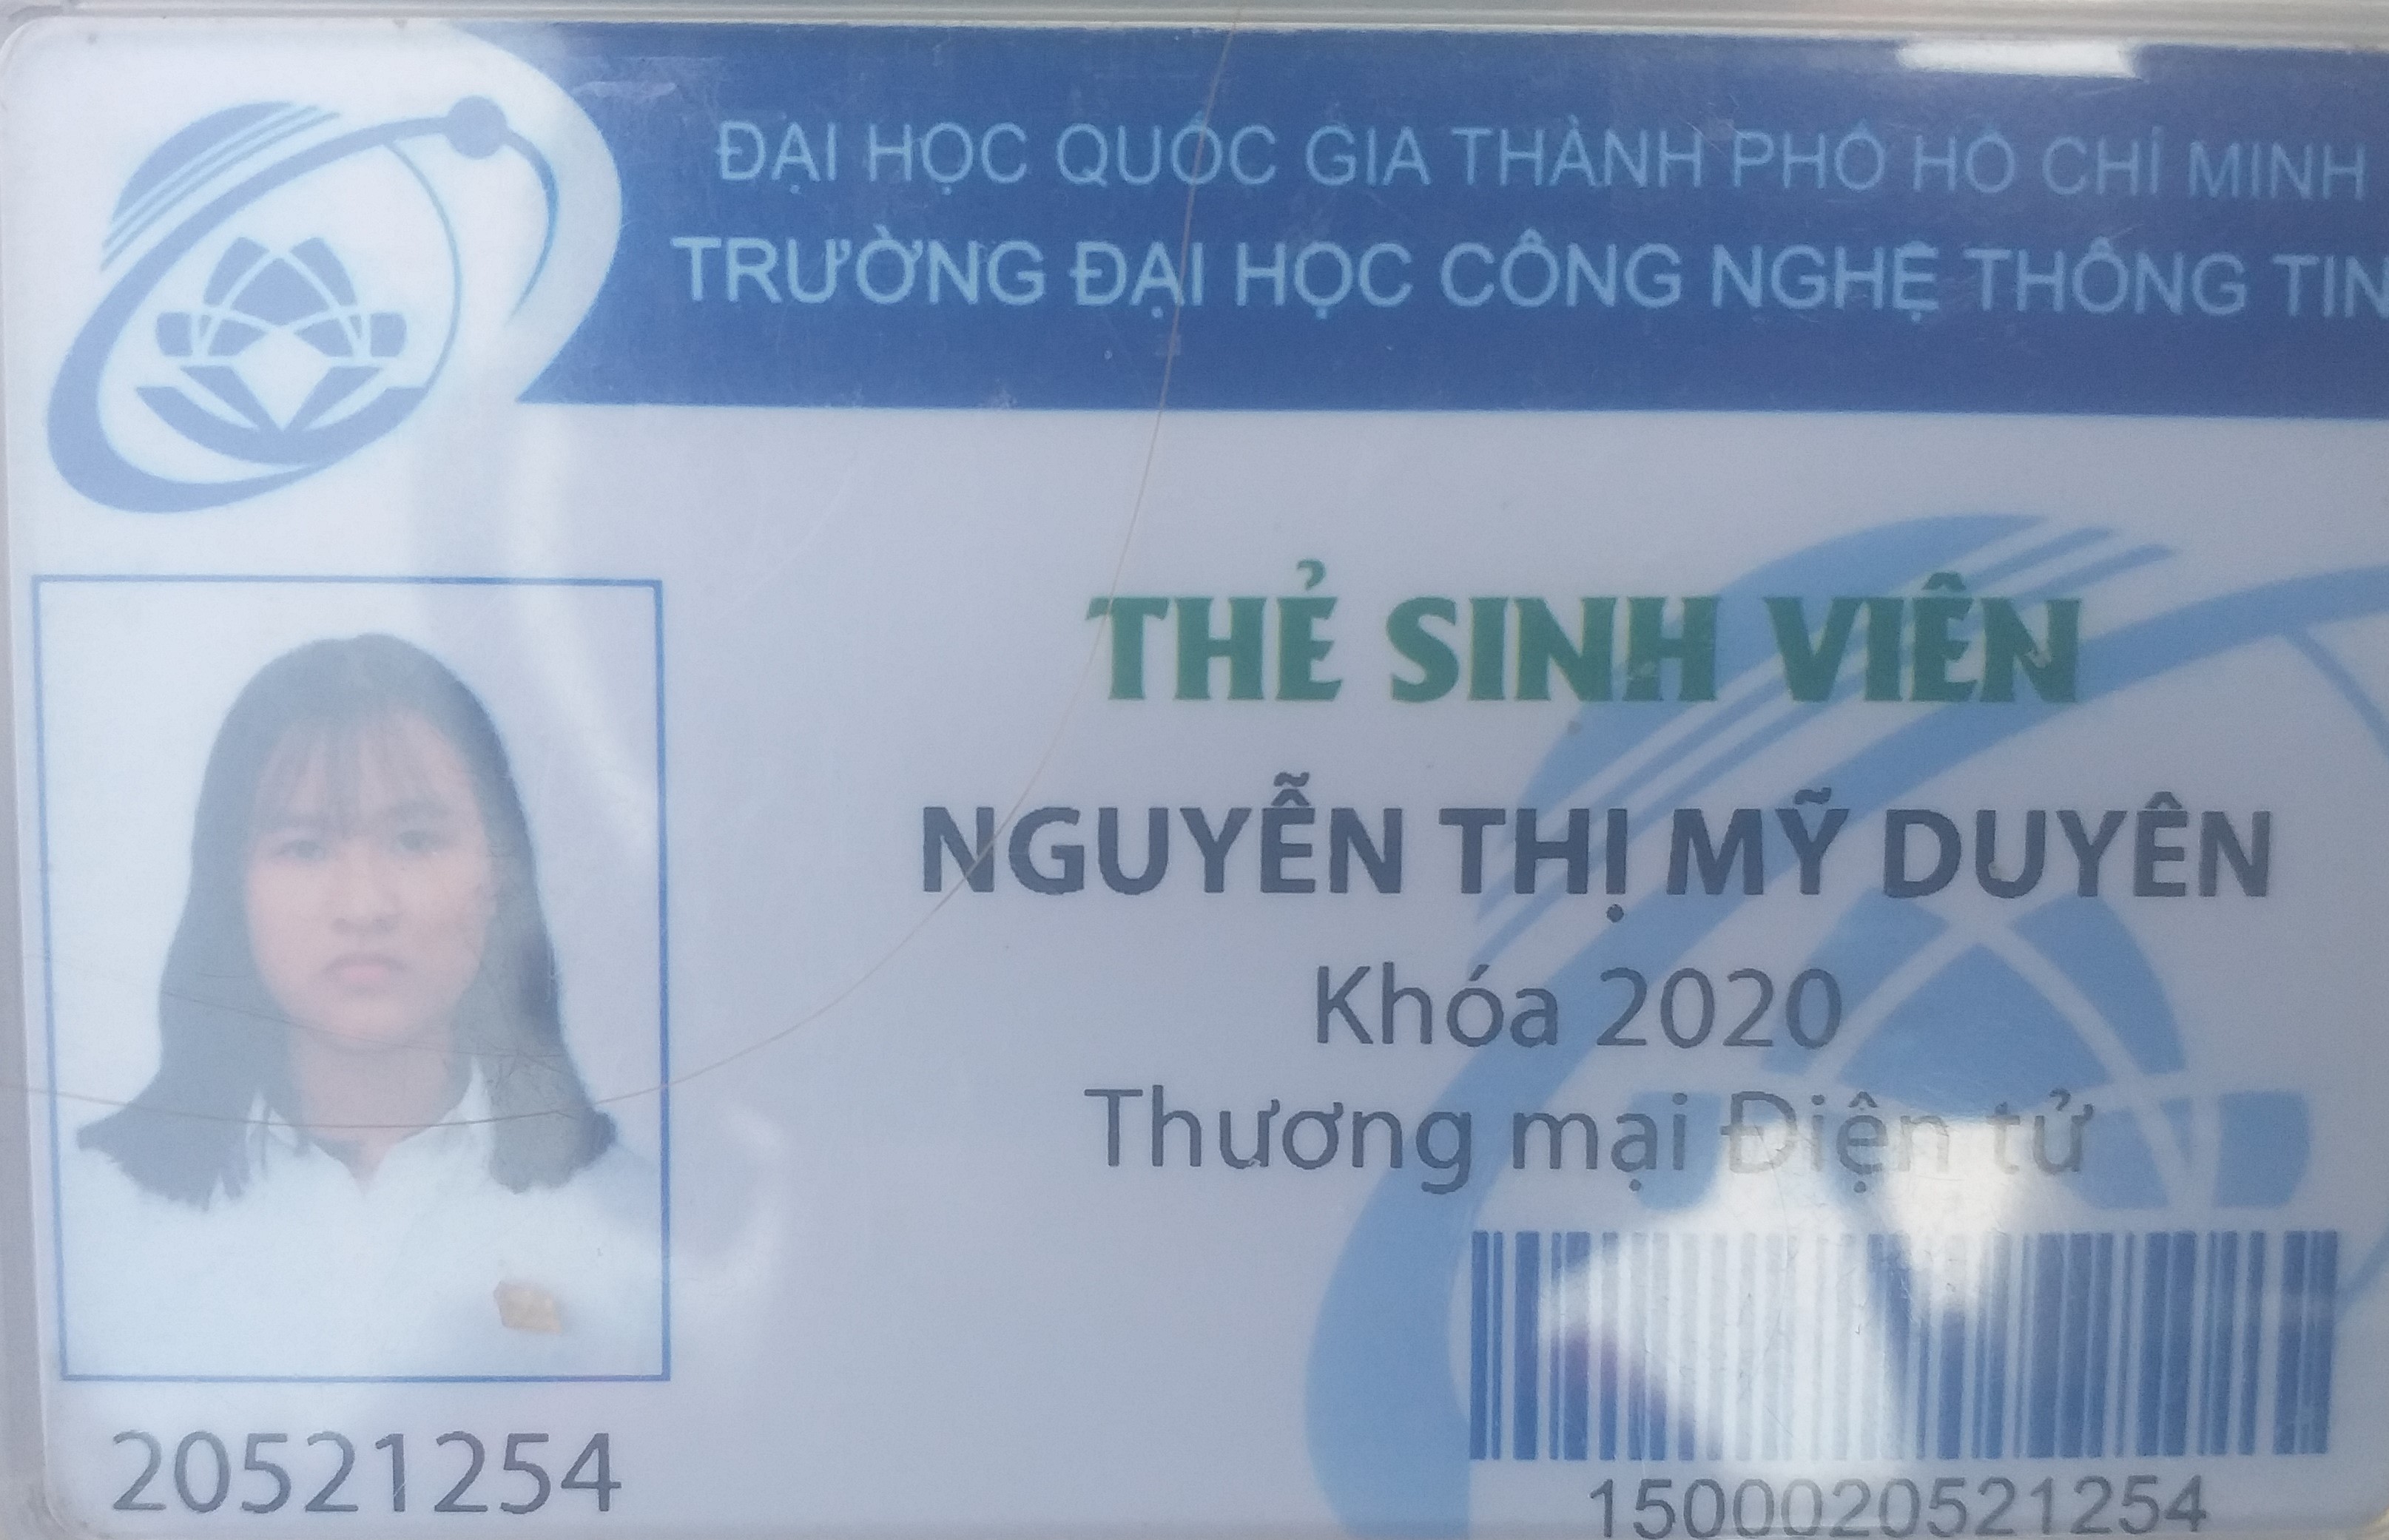 ĐẠI HỌC QUỐC GIA THÀNH PHỐ HỒ CHÍ MINH
TRƯỜNG ĐẠI HỌC CÔNG NGHỆ THÔNG TIN
THẺ SINH VIÊN
NGUYỄN THỊ MỸ DUYÊN
Khóa 2020
Thương mại Điện tử
20521254
1500020521254